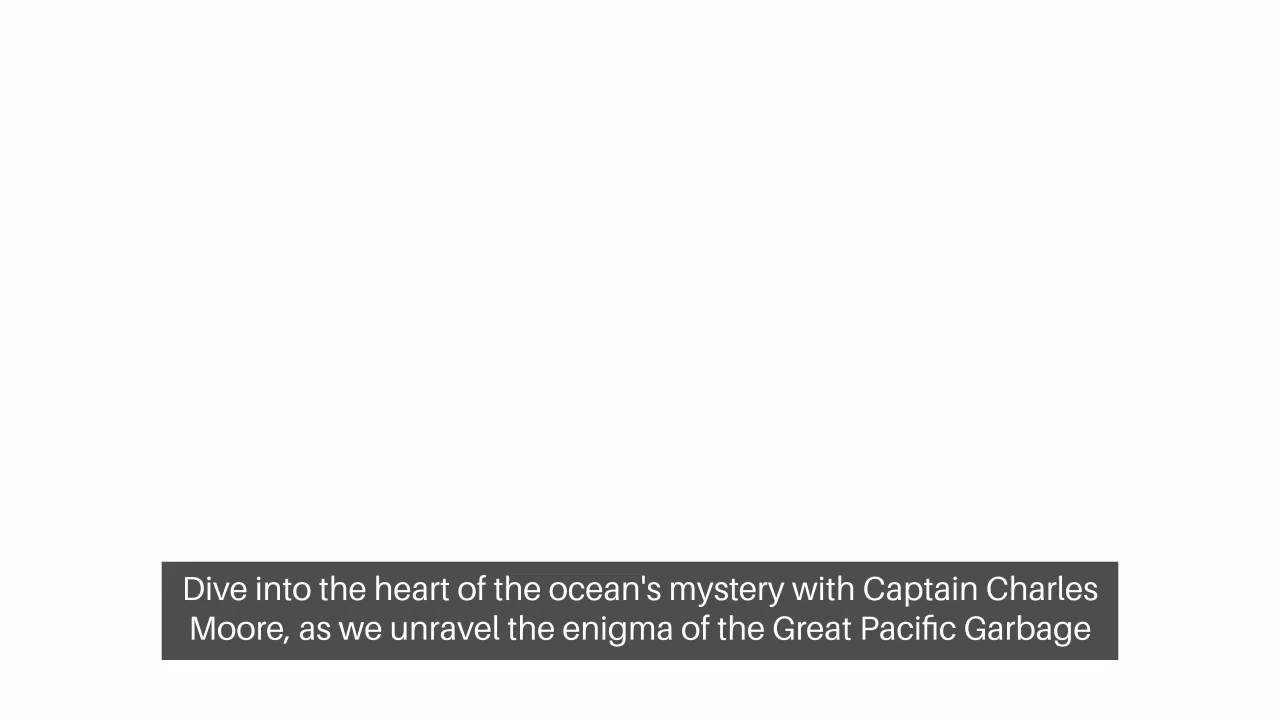 Dive into the heart of the ocean's mystery with Captain Charles
Moore, as we unravel the enigma of the Great Pacific Garbage